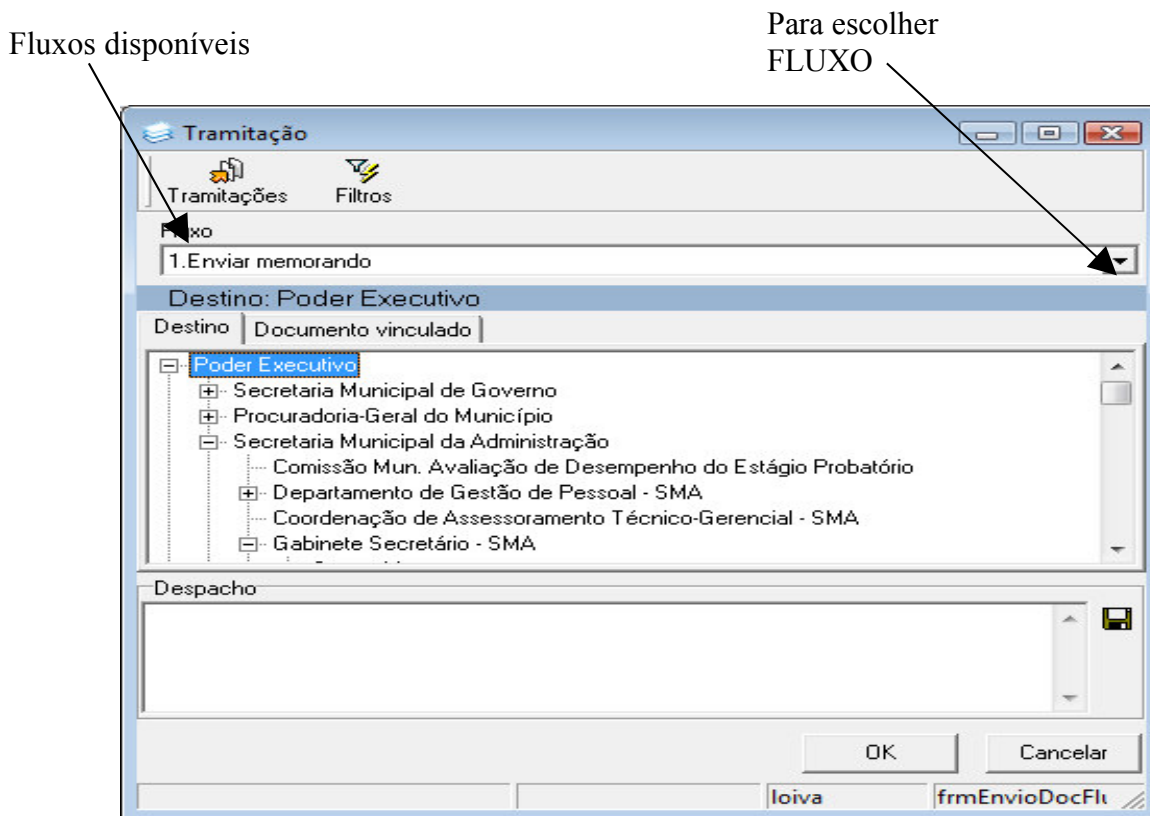 Fluxos disponíveis
Para escolher
FLUXO
Tramitação
Tramitações Filtros
Fluxo
1.Enviar memorando
Destino: Poder Executivo
Destino Documento vinculado
Poder Executivo
Secretaria Municipal de Governo
Procuradoria-Geral do Município
Secretaria Municipal da Administração
Comissão Mun. Avaliação de Desempenho do Estágio Probatório
Departamento de Gestão de Pessoal - SMA
Coordenação de Assessoramento Técnico-Gerencial - SMA
Gabinete Secretário - SMA
Despacho
OK Cancelar
loiva frmEnvioDocFlu